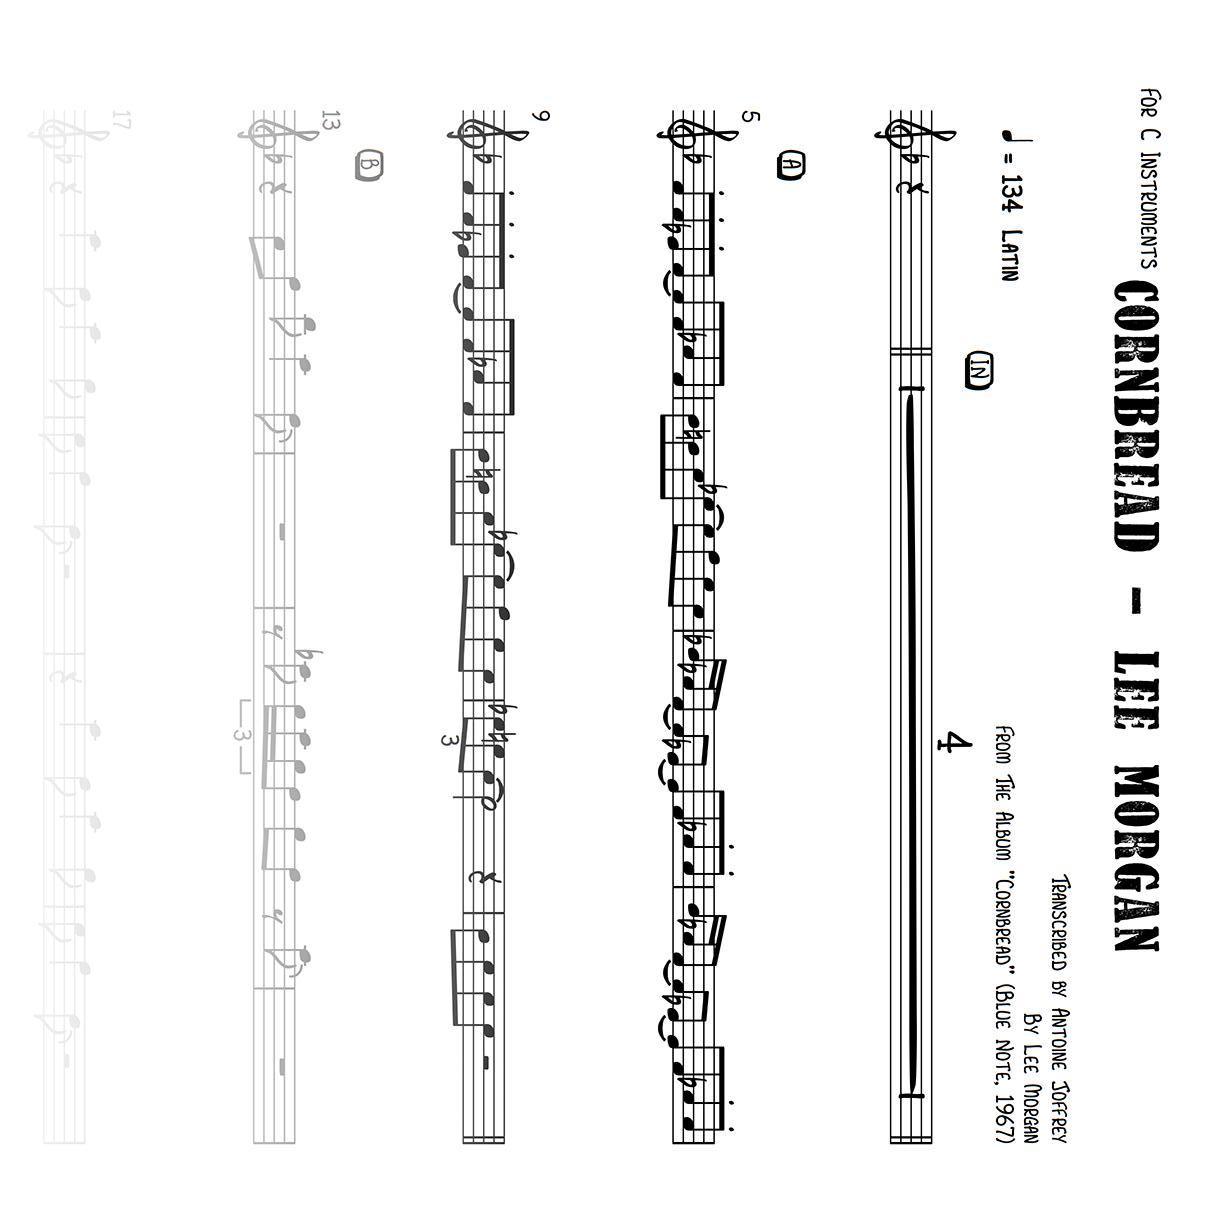 For C Instruments
CORNBREAD - LEE MORGAN
Transcribed by Antoine Joffrey
By Lee Morgan
From The Album "Cornbread" (Blue Note, 1967)
= 134 Latin
IN
4
A
5
9
3
B
13
3
17